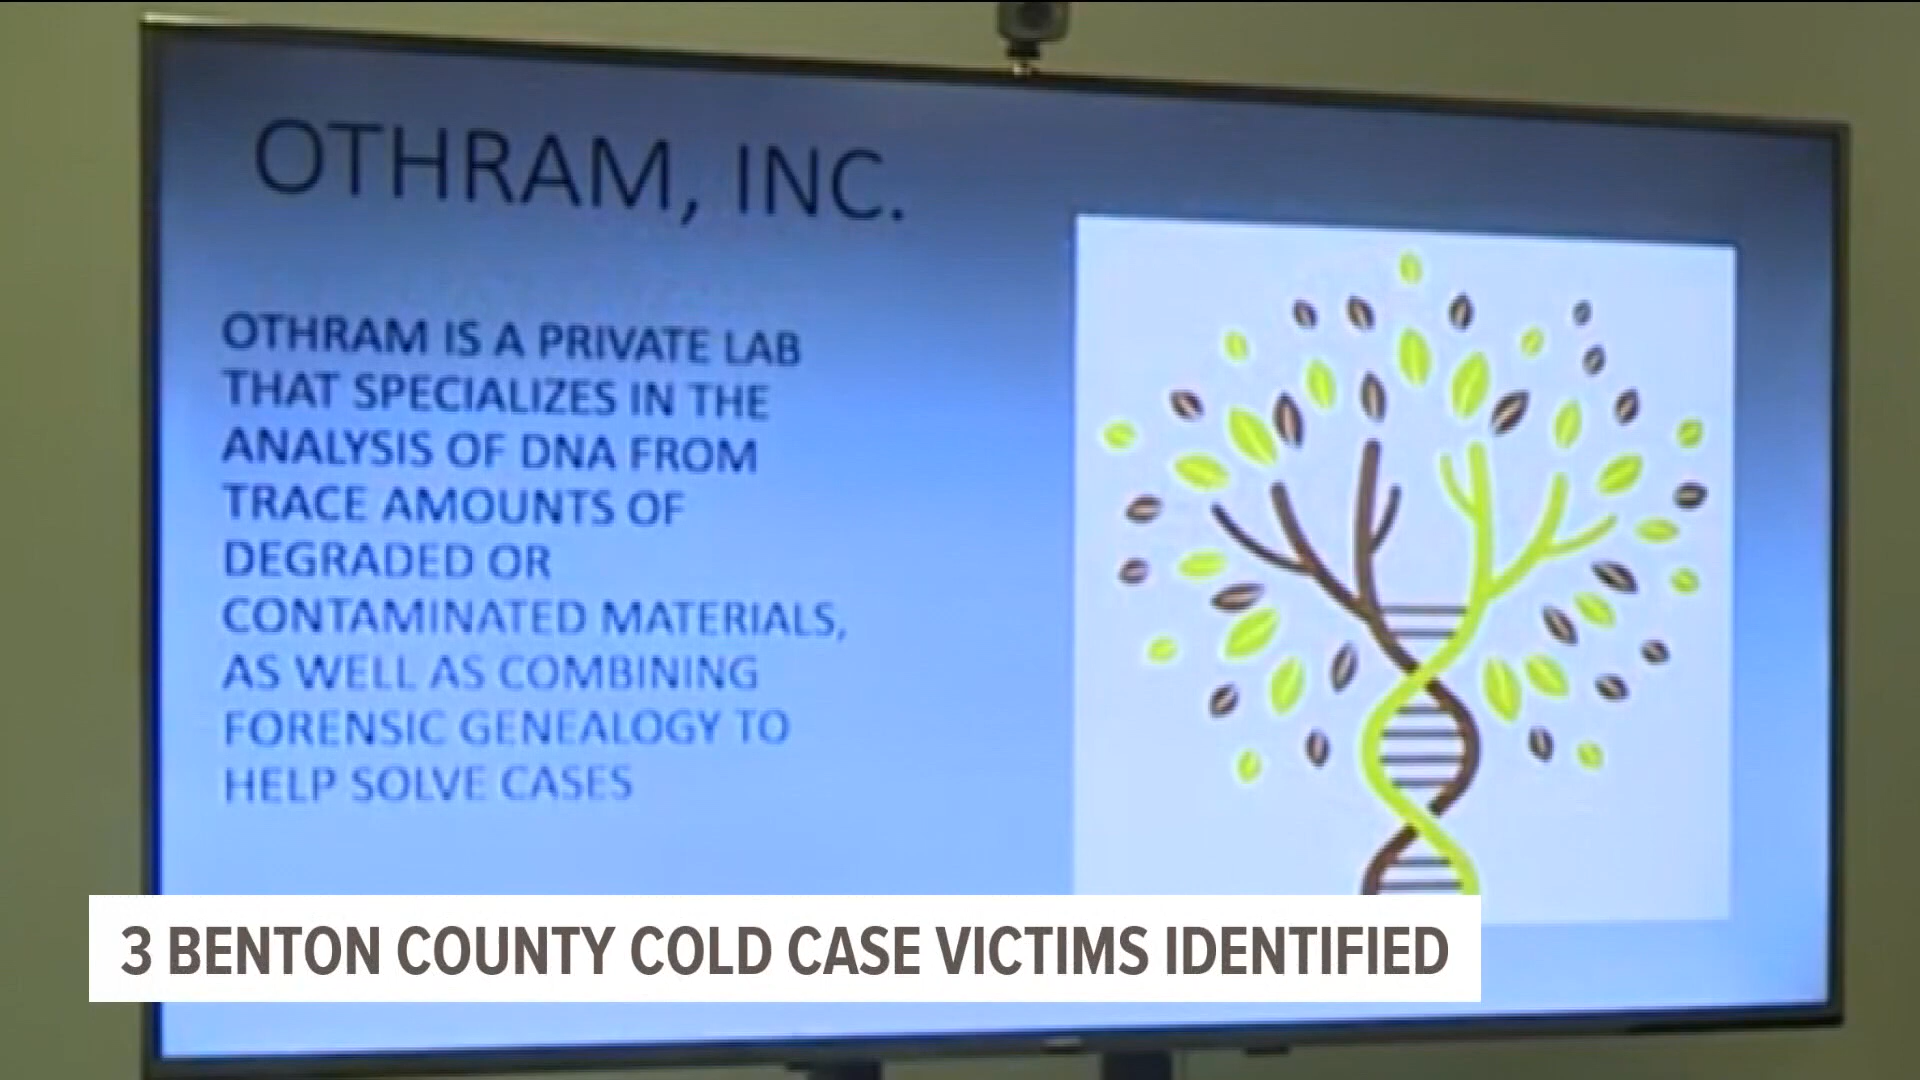 OTHRAM, INC.
OTHRAM IS A PRIVATE LAB
THAT SPECIALIZES IN THE
ANALYSIS OF DNA FROM
TRACE AMOUNTS OF
DEGRADED OR
CONTAMINATED MATERIALS,
AS WELL AS COMBINING
FORENSIC GENEALOGY TO
HELP SOLVE CASES
3 BENTON COUNTY COLD CASE VICTIMS IDENTIFIED